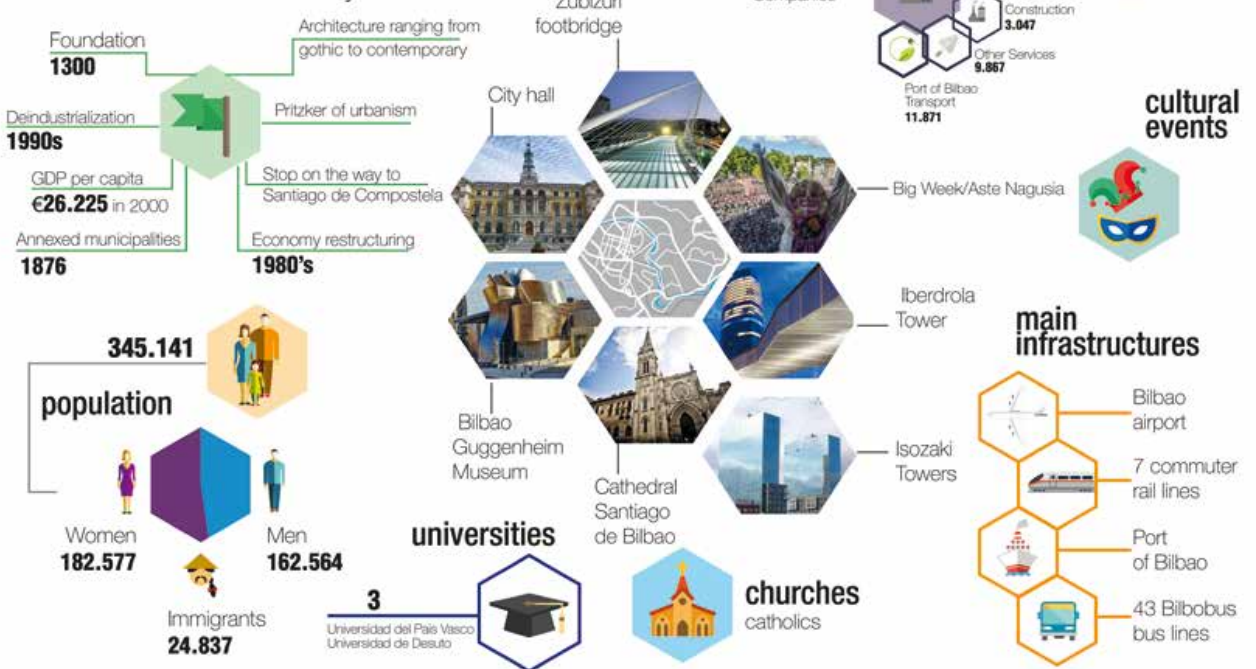 Foundation
1300
Architecture ranging from
gothic to contemporary
Deindustrialization
1990s
Pritzker of urbanism
GDP per capita
€26.225 in 2000
Stop on the way to
Santiago de Compostela
Annexed municipalities
1876
Economy restructuring
1980's
345.141
population
Women
182.577
Men
162.564
Immigrants
24.837
Zubizuri
footbridge
City hall
Big Week/Aste Nagusia
Iberdrola
Tower
Bilbao
Guggenheim
Museum
Cathedral
Santiago
de Bilbao
Isozaki
Towers
universities
3
Universidad del Pais Vasco
Universidad de Desuto
churches
catholics
Construction
3.047
Other Services
9.867
Port of Bilbao
Transport
11.871
cultural
events
main
infrastructures
Bilbao
airport
7 commuter
rail lines
Port
of Bilbao
43 Bilbobus
bus lines